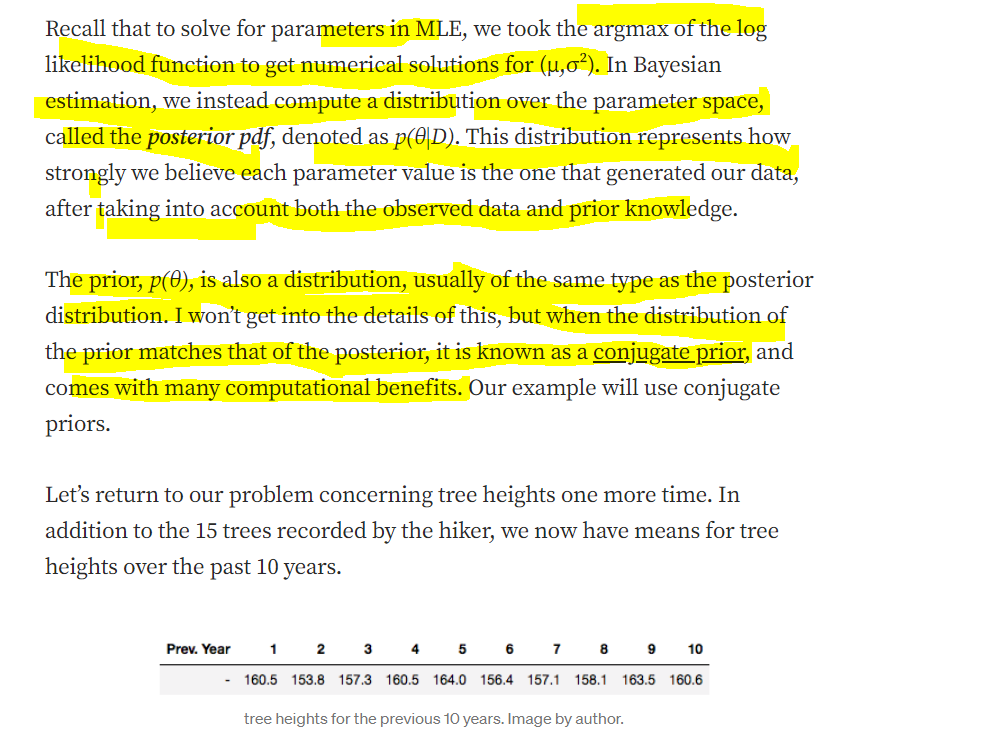 Recall that to solve for parameters in MLE, we took the argmax of the log
likelihood function to get numerical solutions for (μ,σ²). In Bayesian
estimation, we instead compute a distribution over the parameter space,
called the posterior pdf, denoted as p(θ|D). This distribution represents how
strongly we believe each parameter value is the one that generated our data,
after taking into account both the observed data and prior knowledge.
The prior, p(θ), is also a distribution, usually of the same type as the posterior
distribution. I won’t get into the details of this, but when the distribution of
the prior matches that of the posterior, it is known as a conjugate prior, and
comes with many computational benefits. Our example will use conjugate
priors.
Let’s return to our problem concerning tree heights one more time. In
addition to the 15 trees recorded by the hiker, we now have means for tree
heights over the past 10 years.
Prev. Year 1 2 3 4 5 6 7 8 9 10
- 160.5 153.8 157.3 160.5 164.0 156.4 157.1 158.1 163.5 160.6
tree heights for the previous 10 years. Image by author.